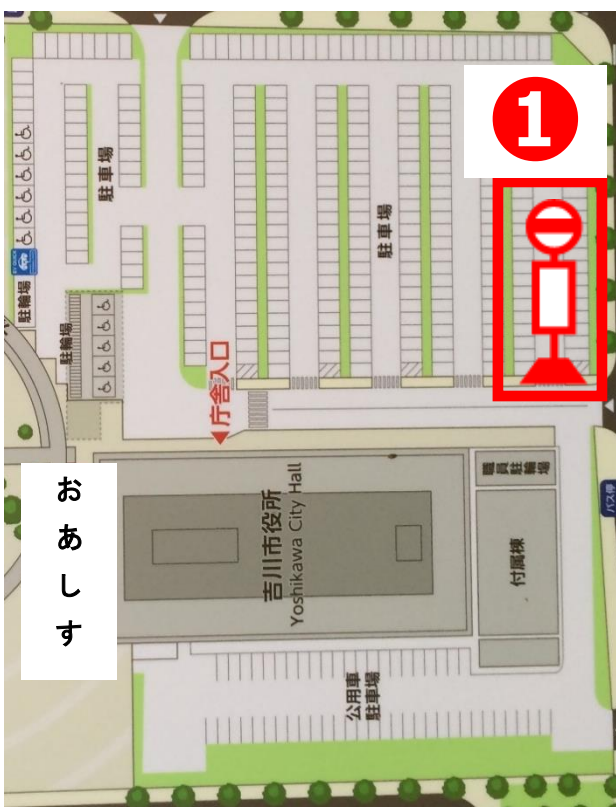 1
駐車場
駐車場
駐輪場
駐輪場
庁舎入口
職員
駐輪場
バス停
おあしす
吉川市役所
Yoshikawa City Hall
付属棟
公用車
駐車場